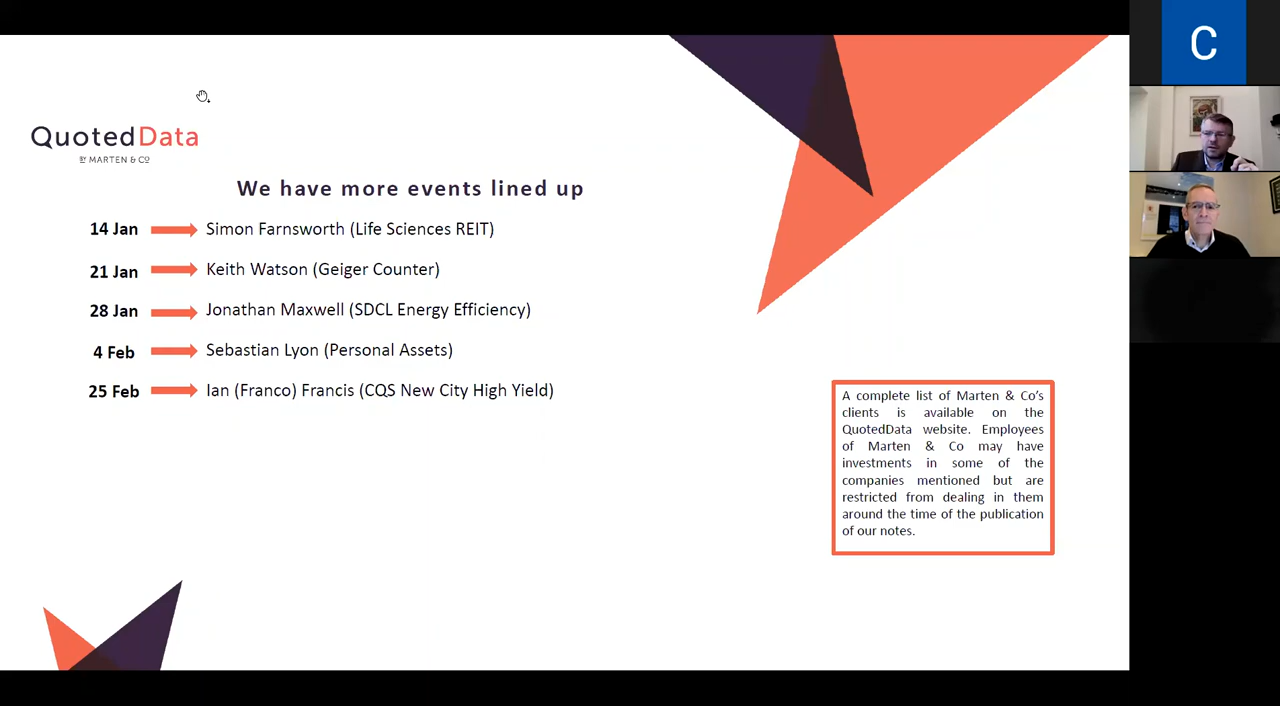 C
QuotedData
BY MARTEN & CO
We have more events lined up
14 Jan Simon Farnsworth (Life Sciences REIT)
21 Jan Keith Watson (Geiger Counter)
28 Jan Jonathan Maxwell (SDCL Energy Efficiency)
4 Feb Sebastian Lyon (Personal Assets)
25 Feb Ian (Franco) Francis (CQS New City High Yield)
A complete list of Marten & Co’s
clients is available on the
QuotedData website. Employees
of Marten & Co may have
investments in some of the
companies mentioned but are
restricted from dealing in them
around the time of the publication
of our notes.